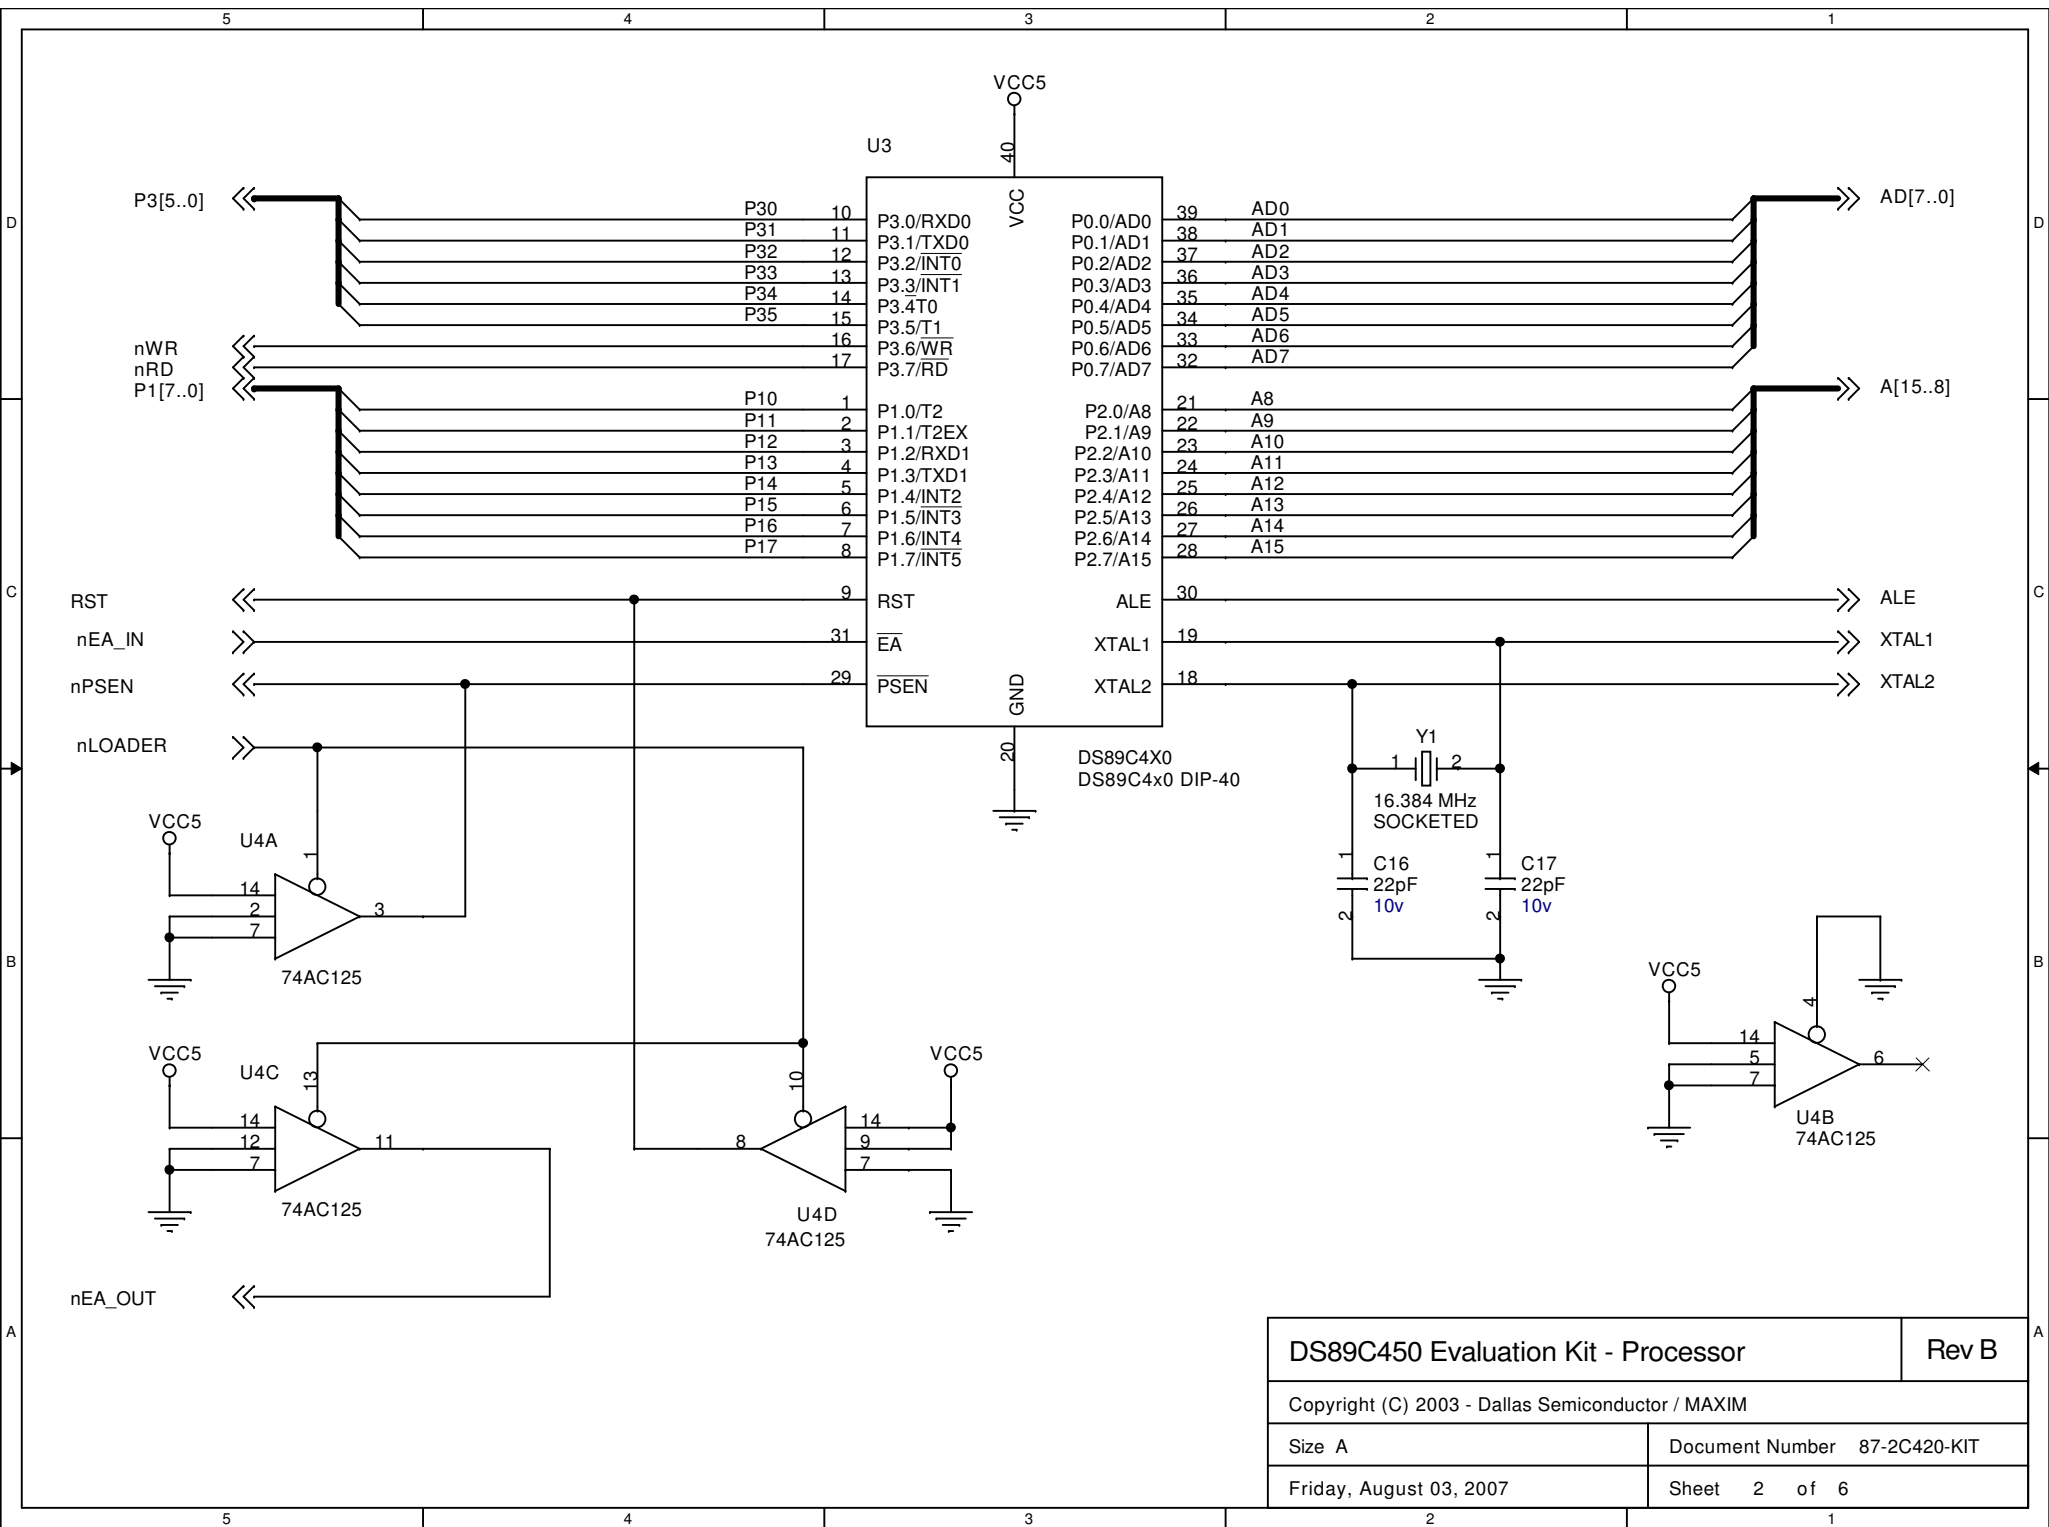 5 4 3 2 1
D D
C C
B B
A A
VCC5
40
U3
VCC
P3[5..0]
P30 10 P3.0/RXD0
P31 11 P3.1/TXD0
P32 12 P3.2/INT0
P33 13 P3.3/INT1
P34 14 P3.4T0
P35 15 P3.5/T1
nWR 16 P3.6/WR
nRD 17 P3.7/RD
P1[7..0]
P10 1 P1.0/T2
P11 2 P1.1/T2EX
P12 3 P1.2/RXD1
P13 4 P1.3/TXD1
P14 5 P1.4/INT2
P15 6 P1.5/INT3
P16 7 P1.6/INT4
P17 8 P1.7/INT5
RST 9 RST
nEA_IN 31 EA
nPSEN 29 PSEN
nLOADER
P0.0/AD0 39 AD0
P0.1/AD1 38 AD1
P0.2/AD2 37 AD2
P0.3/AD3 36 AD3
P0.4/AD4 35 AD4
P0.5/AD5 34 AD5
P0.6/AD6 33 AD6
P0.7/AD7 32 AD7
AD[7..0]
P2.0/A8 21 A8
P2.1/A9 22 A9
P2.2/A10 23 A10
P2.3/A11 24 A11
P2.4/A12 25 A12
P2.5/A13 26 A13
P2.6/A14 27 A14
P2.7/A15 28 A15
A[15..8]
ALE 30 ALE
XTAL1 19 XTAL1
XTAL2 18 XTAL2
GND
20
DS89C4X0
DS89C4x0 DIP-40
Y1
1 2
16.384 MHz
SOCKETED
1 C16
22pF
10v
2
1 C17
22pF
10v
2
VCC5
U4A
1
14
2
7
3
74AC125
VCC5
U4C
13
14
12
7
11
74AC125
nEA_OUT
VCC5
10
14
9
7
8
U4D
74AC125
VCC5
4
14
5
7
6
U4B
74AC125
DS89C450 Evaluation Kit - Processor
Rev B
Copyright (C) 2003 - Dallas Semiconductor / MAXIM
Size A
Document Number 87-2C420-KIT
Friday, August 03, 2007
Sheet 2 of 6
5 4 3 2 1